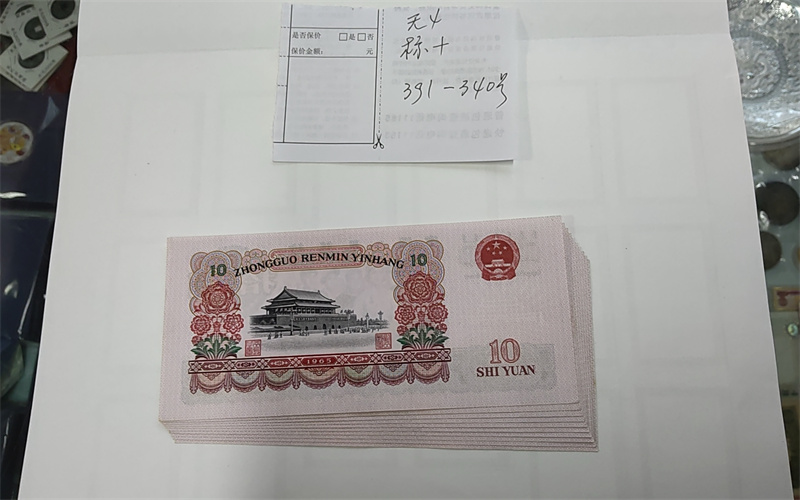 是否保价 □是 □否
保价金额： 元
无4
标十
391-340号
10 ZHONGGUO RENMIN YINHANG 10
1965
10
SHI YUAN